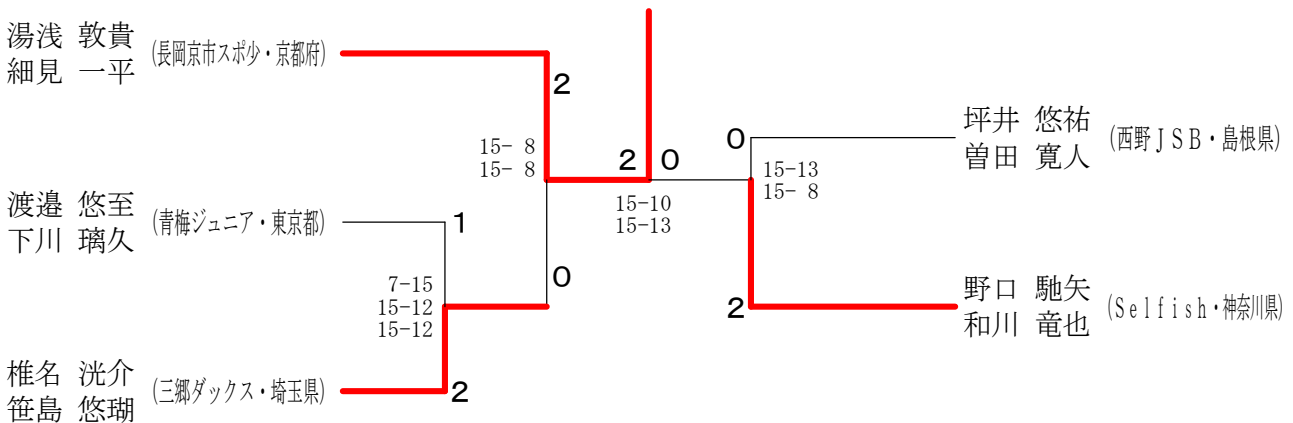 湯浅 敦貴
細見 一平
(長岡京市スポ少・京都府)
2
15- 8
15- 8
渡邉 悠至
下川 璃久
(青梅ジュニア・東京都)
1
0
7-15
15-12
15-12
椎名 洸介
笹島 悠瑚
(三郷ダックス・埼玉県)
2
2 0
15-10
15-13
0
坪井 悠祐
曽田 寛人
(西野ＪＳＢ・島根県)
15-13
15- 8
2
野口 馳矢
和川 竜也
(Ｓｅｌｆｉｓｈ・神奈川県)